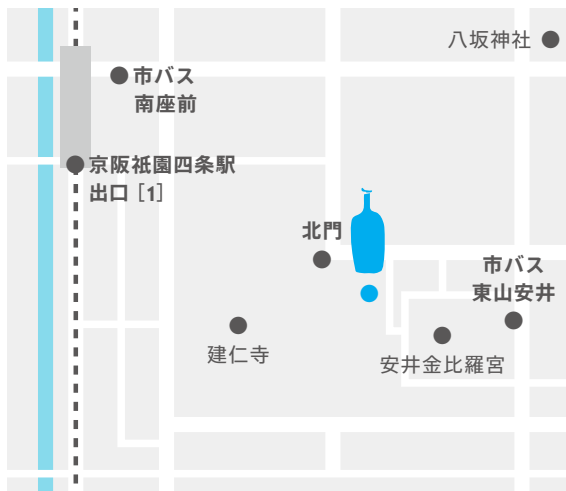 八坂神社
市バス
南座前
京阪祇園四条駅
出口［1］
北門
市バス
東山安井
建仁寺
安井金比羅宮